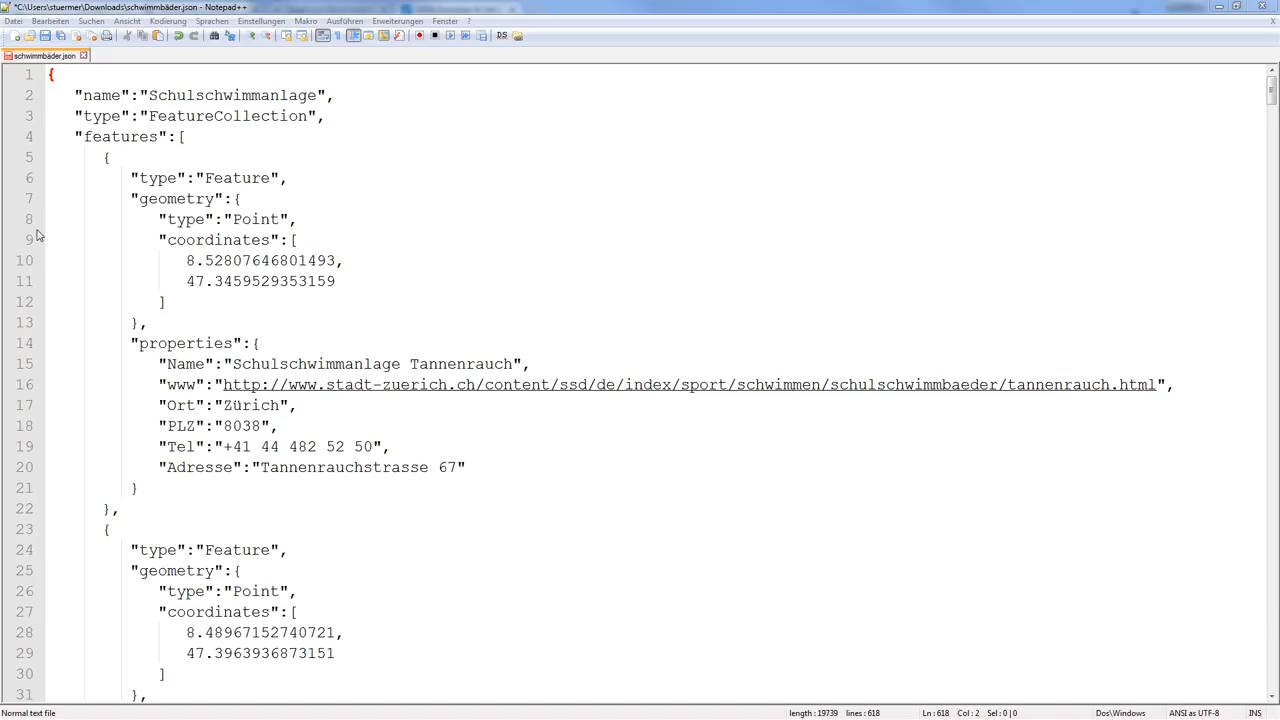 *C:\Users\stuermer\Downloads\schwimmbäder.json - Notepad++
Datei Bearbeiten Suchen Ansicht Kodierung Sprachen Einstellungen Makro Ausführen Erweiterungen Fenster ? X
schwimmbäder.json
1 {
2 "name":"Schulschwimmanlage",
3 "type":"FeatureCollection",
4 "features":[
5 {
6 "type":"Feature",
7 "geometry":{
8 "type":"Point",
9 "coordinates":[
10 8.52807646801493,
11 47.3459529353159
12 ]
13 },
14 "properties":{
15 "Name":"Schulschwimmanlage Tannenrauch",
16 "www":"http://www.stadt-zuerich.ch/content/ssd/de/index/sport/schwimmen/schulschwimmbaeder/tannenrauch.html",
17 "Ort":"Zürich",
18 "PLZ":"8038",
19 "Tel":"+41 44 482 52 50",
20 "Adresse":"Tannenrauchstrasse 67"
21 }
22 },
23 {
24 "type":"Feature",
25 "geometry":{
26 "type":"Point",
27 "coordinates":[
28 8.48967152740721,
29 47.3963936873151
30 ]
31 },
Normal text file length : 19739 lines : 618 Ln : 618 Col : 2 Sel : 0 | 0 Dos\Windows ANSI as UTF-8 INS